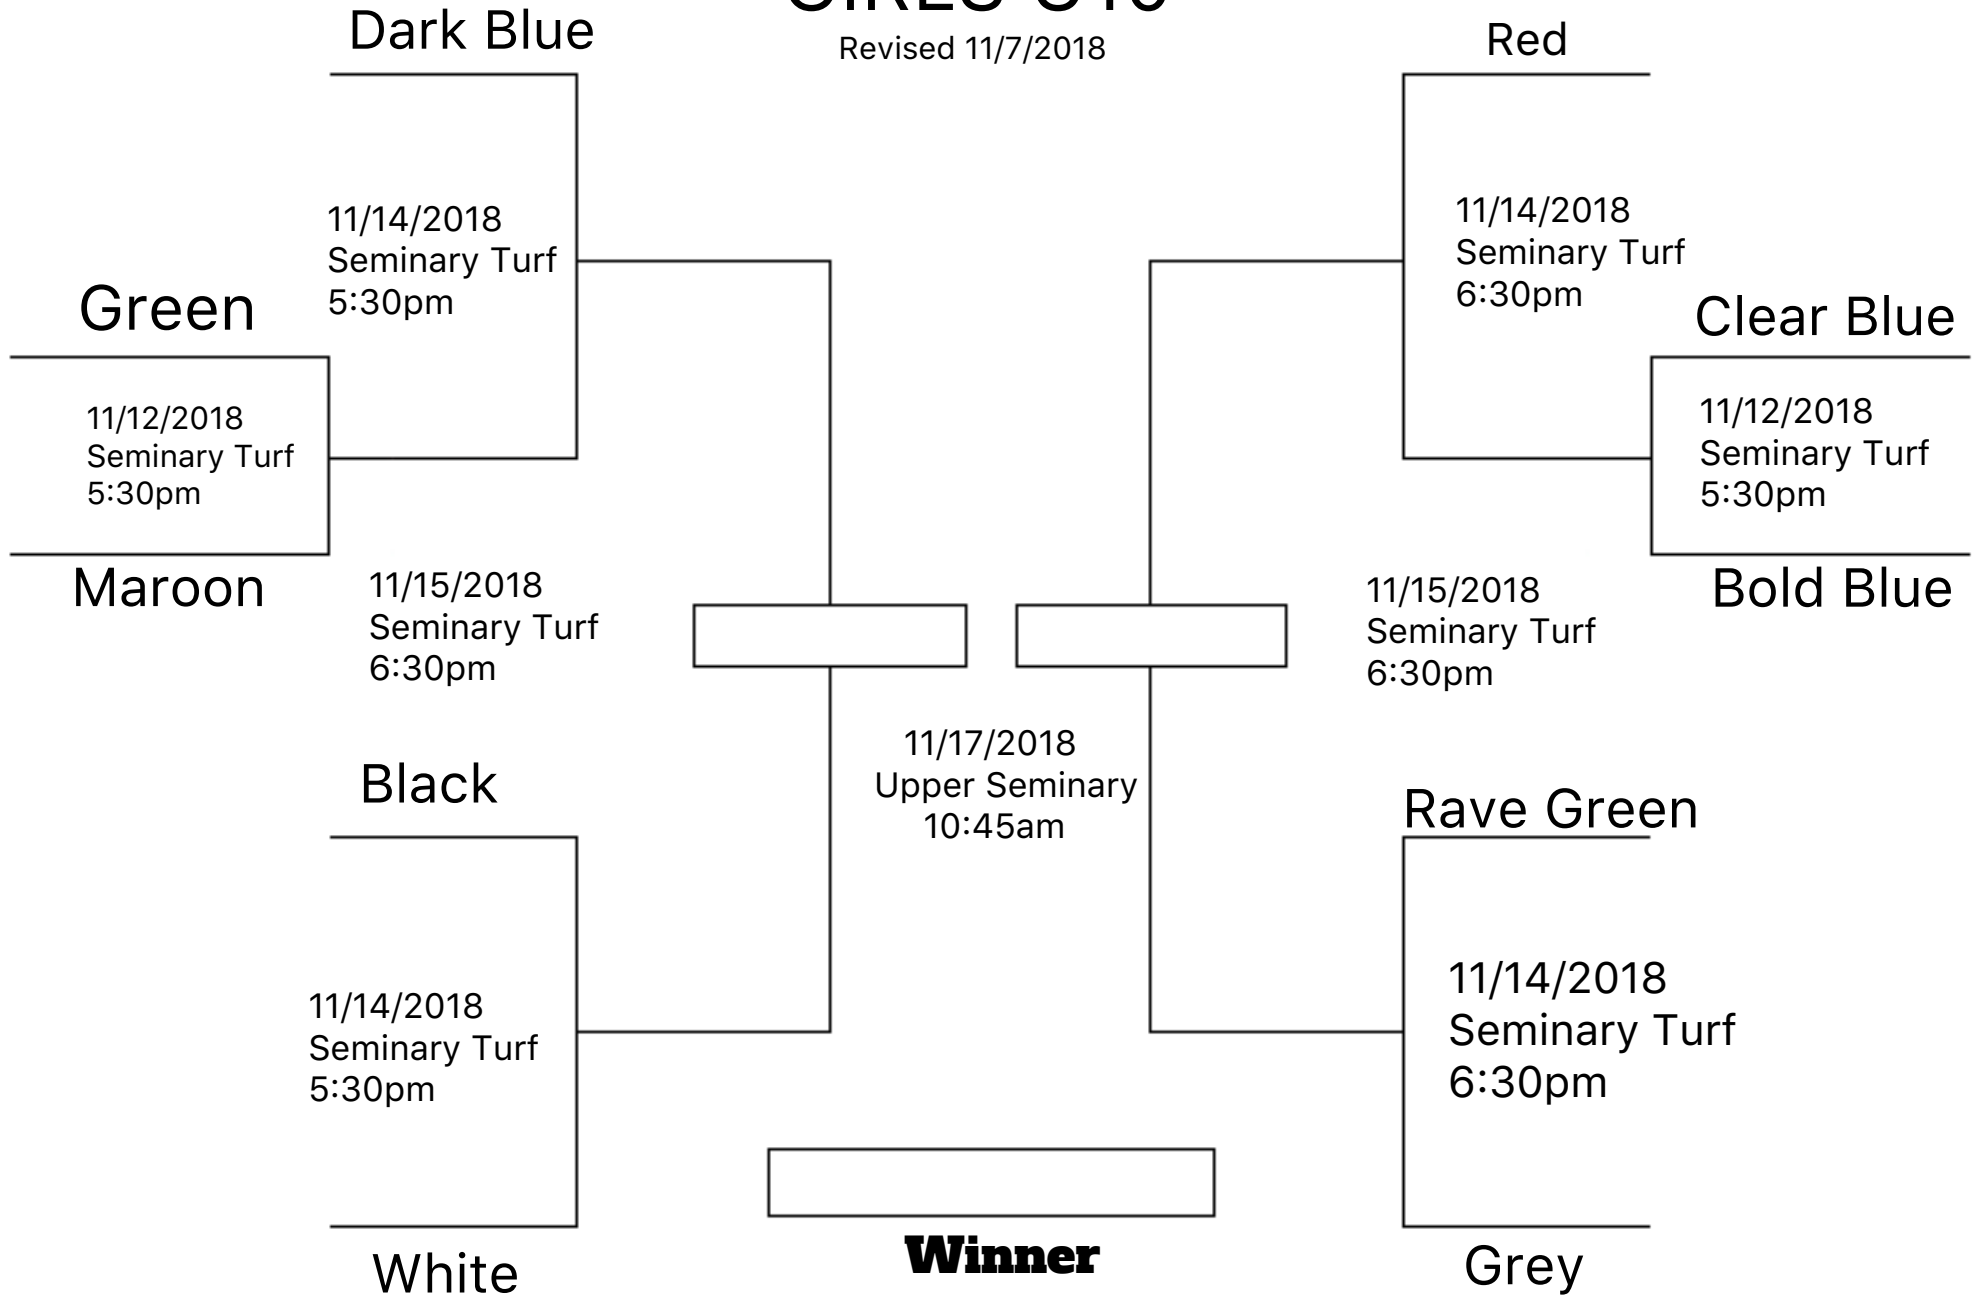 Dark Blue
Revised 11/7/2018
Red
11/14/2018
Seminary Turf
5:30pm
11/14/2018
Seminary Turf
6:30pm
Green
11/12/2018
Seminary Turf
5:30pm
Maroon
Clear Blue
11/12/2018
Seminary Turf
5:30pm
Bold Blue
11/15/2018
Seminary Turf
6:30pm
11/15/2018
Seminary Turf
6:30pm
11/17/2018
Upper Seminary
10:45am
Black
11/14/2018
Seminary Turf
5:30pm
White
Rave Green
11/14/2018
Seminary Turf
6:30pm
Grey
Winner